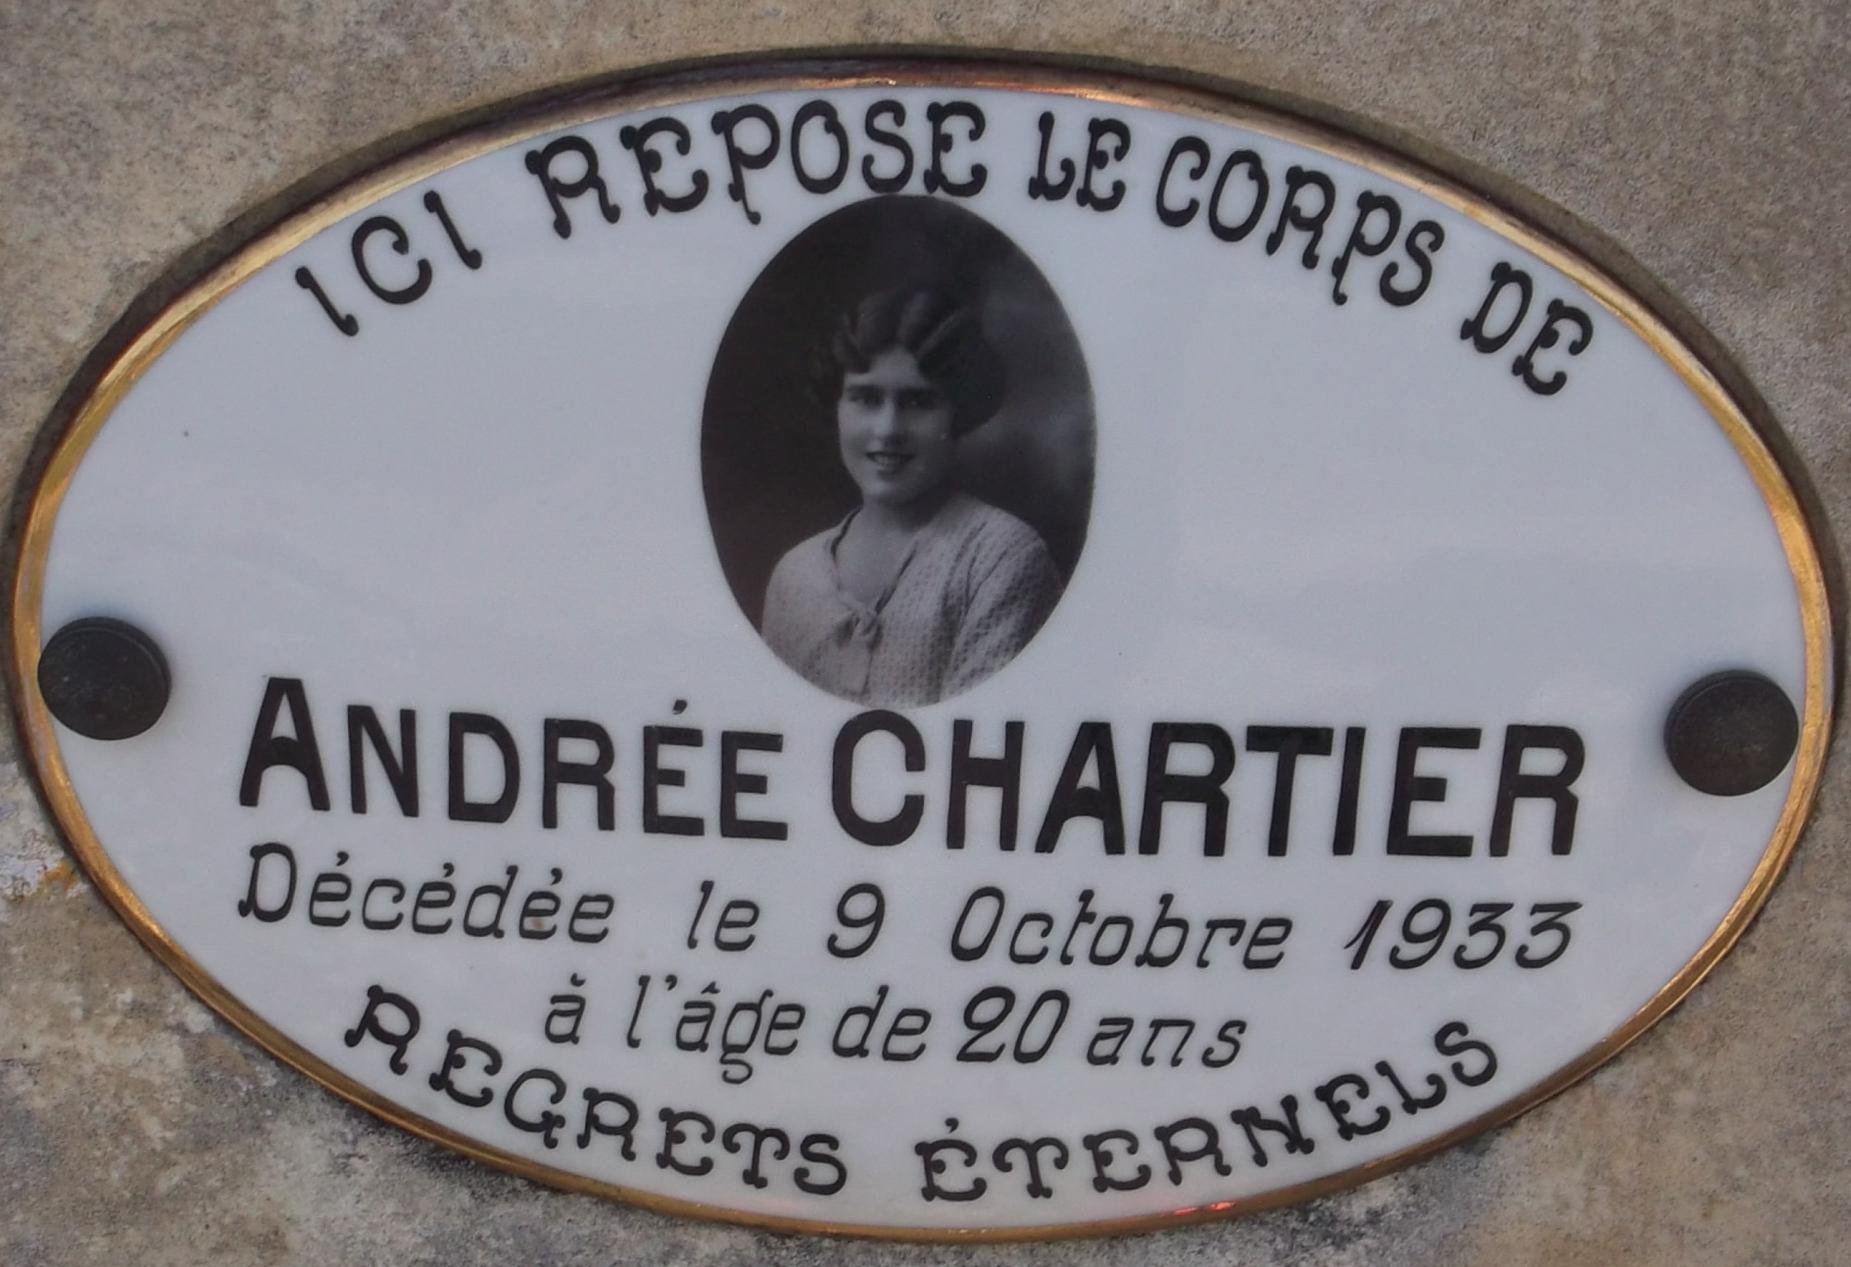 ICI REPOSE LE CORPS DE
ANDRÉE CHARTIER
Décédée le 9 Octobre 1933
à l'âge de 20 ans
REGRETS ÉTERNELS